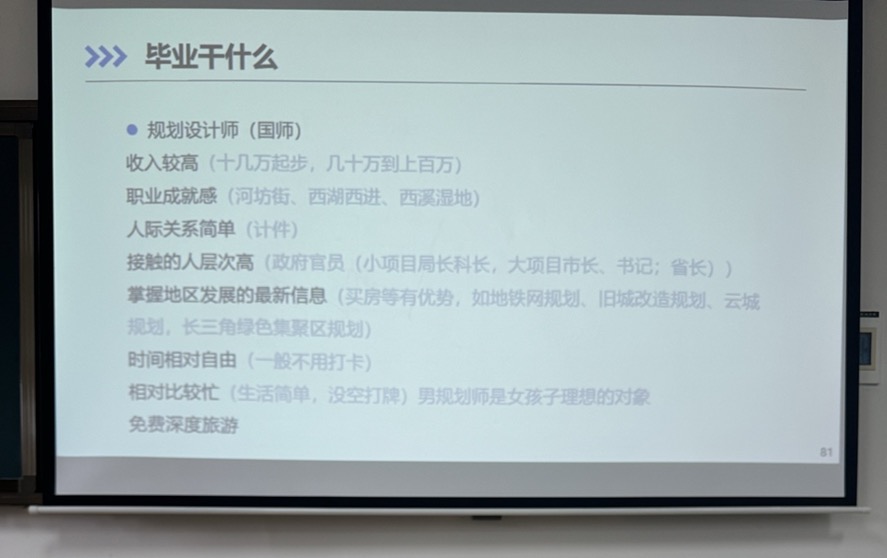 毕业干什么
规划设计师（国师）
收入较高（十几万起步，几十万到上百万）
职业成就感（河坊街、西湖西进、西溪湿地）
人际关系简单（计件）
接触的人层次高（政府官员（小项目局长科长，大项目市长、书记；省长））
掌握地区发展的最新信息（买房等有优势，如地铁网规划、旧城改造规划、云城
规划，长三角绿色集聚区规划）
时间相对自由（一般不用打卡）
相对比较忙（生活简单，没空打牌）男规划师是女孩子理想的对象
免费深度旅游
81